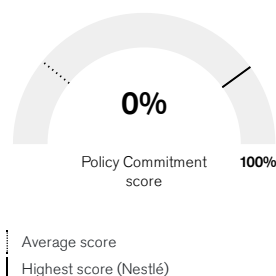 0%
Policy Commitment 100%
score
Average score
Highest score (Nestlé)